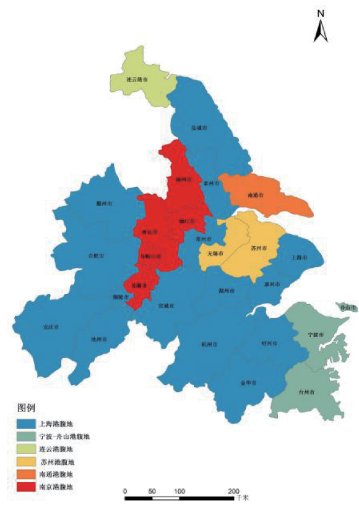 N
连云港市
盐城市
扬州市
泰州市
南通市
镇江市
滁州市
南京市
常州市
苏州市
无锡市
上海市
合肥市
马鞍山市
芜湖市
嘉兴市
湖州市
铜陵市
宣城市
舟山市
安庆市
池州市
宁波市
杭州市
绍兴市
金华市
台州市
图例
上海港腹地
宁波-舟山港腹地
连云港腹地
苏州港腹地
南通港腹地
南京港腹地
0 50 100 200
千米